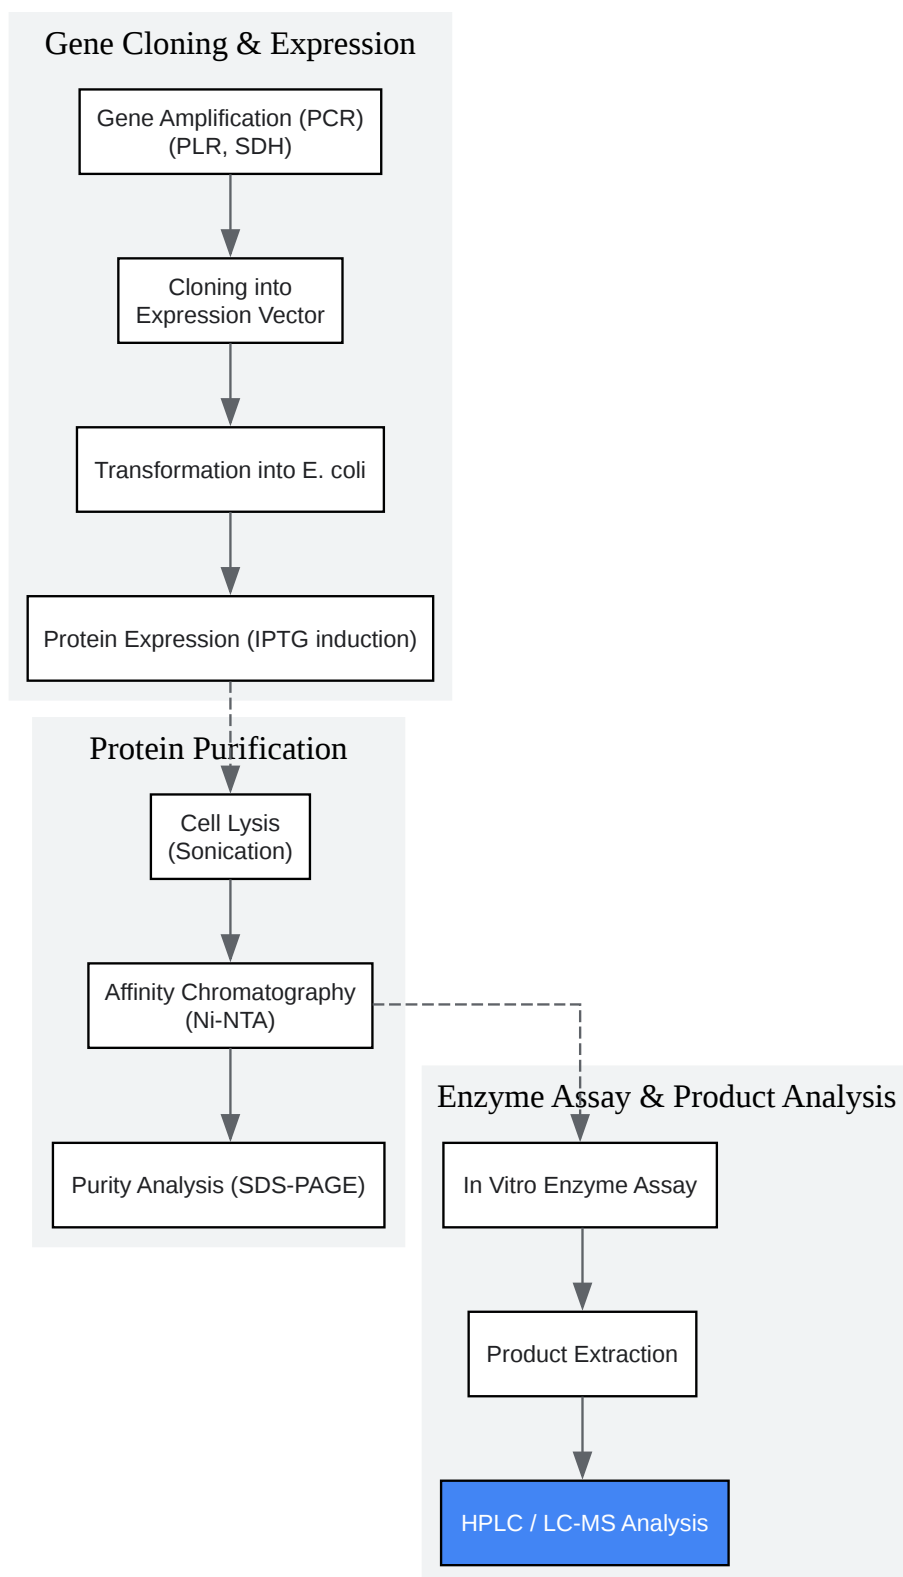 Gene Cloning & Expression
Gene Amplification (PCR)
(PLR, SDH)
Cloning into
Expression Vector
Transformation into E. coli
Protein Expression (IPTG induction)
Protein Purification
Cell Lysis
(Sonication)
Affinity Chromatography
(Ni-NTA)
Purity Analysis (SDS-PAGE)
Enzyme Assay & Product Analysis
In Vitro Enzyme Assay
Product Extraction
HPLC / LC-MS Analysis